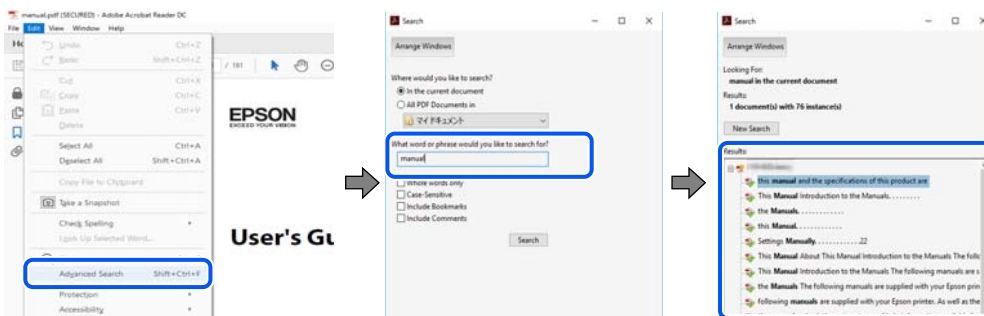 manual.pdf (SECURED) - Adobe Acrobat Reader DC
File Edit View Window Help
Undo Ctrl+Z
Redo Shift+Ctrl+Z
Cut Ctrl+X
Copy Ctrl+C
Paste Ctrl+V
Delete
Select All Ctrl+A
Deselect All Shift+Ctrl+A
Copy File to Clipboard
Take a Snapshot
Check Spelling
Look Up Selected Word...
Advanced Search Shift+Ctrl+F
Protection
Accessibility
/ 181
EPSON
EXCEED YOUR VISION
User's Gu
Search
Arrange Windows
Where would you like to search?
In the current document
All PDF Documents in
マイ ドキュメント
What word or phrase would you like to search for?
manual
Whole words only
Case-Sensitive
Include Bookmarks
Include Comments
Search
Search
Arrange Windows
Looking For:
manual in the current document
Results:
1 document(s) with 76 instance(s)
New Search
Results:
this manual and the specifications of this product are
This Manual Introduction to the Manuals. . . . . . . . .
the Manuals. . . . . . . . . . . . .
this Manual. . . . . . . . . . . . .
Settings Manually. . . . . . . . . . . . .22
This Manual About This Manual Introduction to the Manuals The follo
This Manual Introduction to the Manuals The following manuals are s
the Manuals The following manuals are supplied with your Epson prin
following manuals are supplied with your Epson printer. As well as the